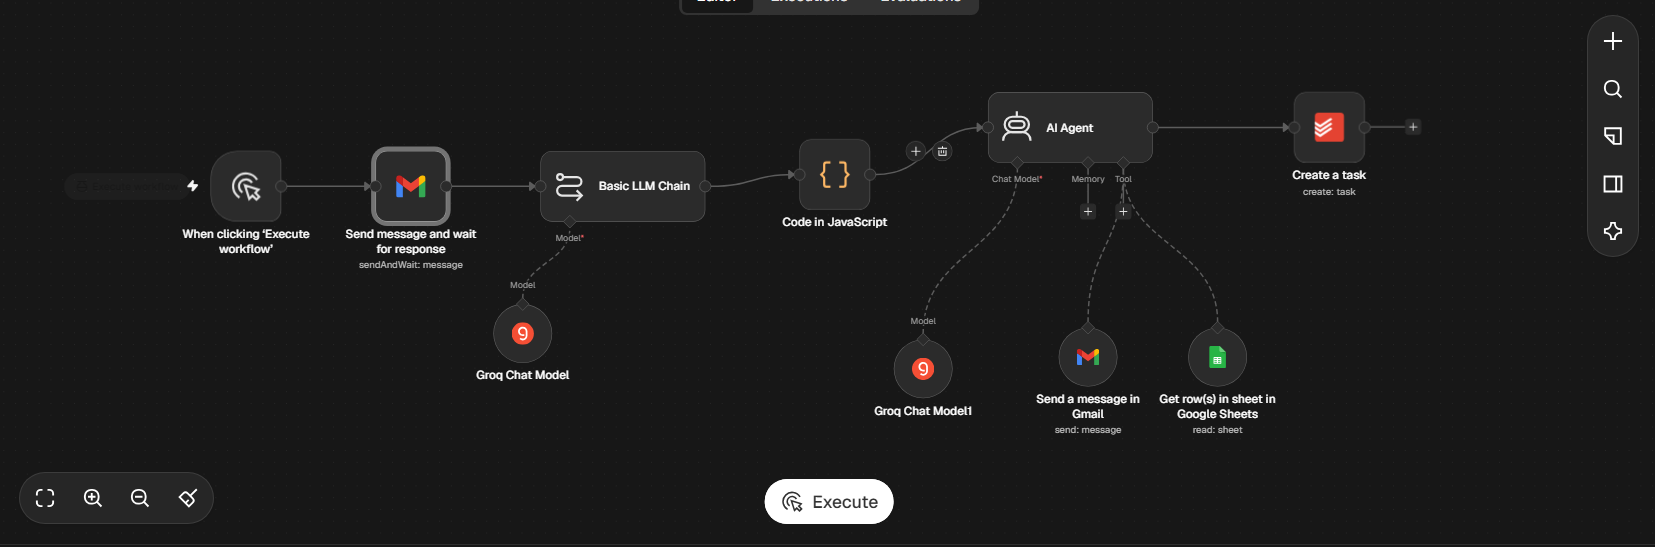 When clicking ‘Execute
workflow’
Send message and wait
for response
sendAndWait: message
Basic LLM Chain
Model*
Model
Groq Chat Model
Code in JavaScript
AI Agent
Chat Model*
Memory
Tool
Model
Groq Chat Model1
Send a message in
Gmail
send: message
Get row(s) in sheet in
Google Sheets
read: sheet
Create a task
create: task
Execute